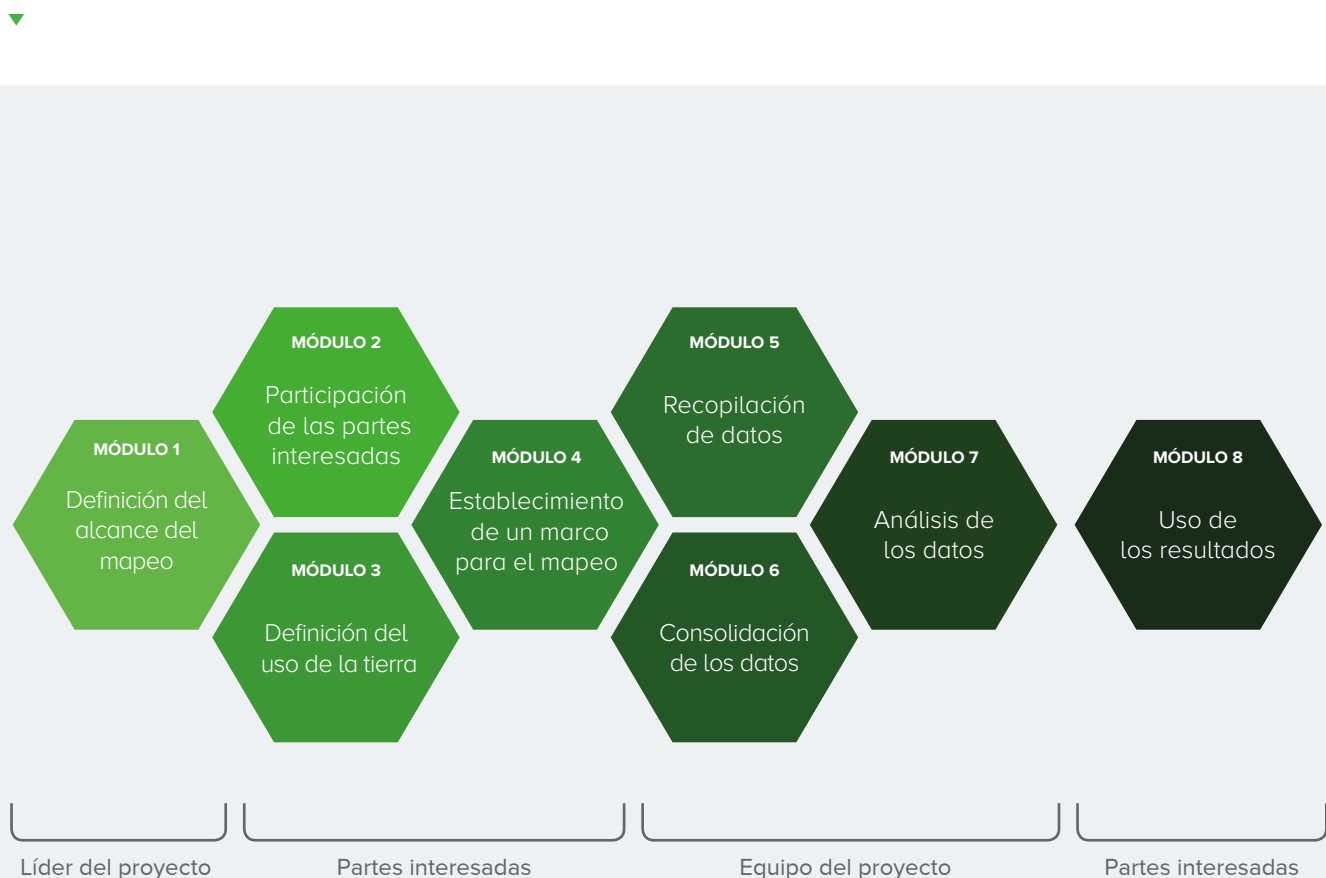 MÓDULO 1
Definición del
alcance del
mapeo
MÓDULO 2
Participación
de las partes
interesadas
MÓDULO 3
Definición del
uso de la tierra
MÓDULO 4
Establecimiento
de un marco
para el mapeo
MÓDULO 5
Recopilación
de datos
MÓDULO 6
Consolidación
de los datos
MÓDULO 7
Análisis de
los datos
MÓDULO 8
Uso de
los resultados
Líder del proyecto
Partes interesadas
Equipo del proyecto
Partes interesadas